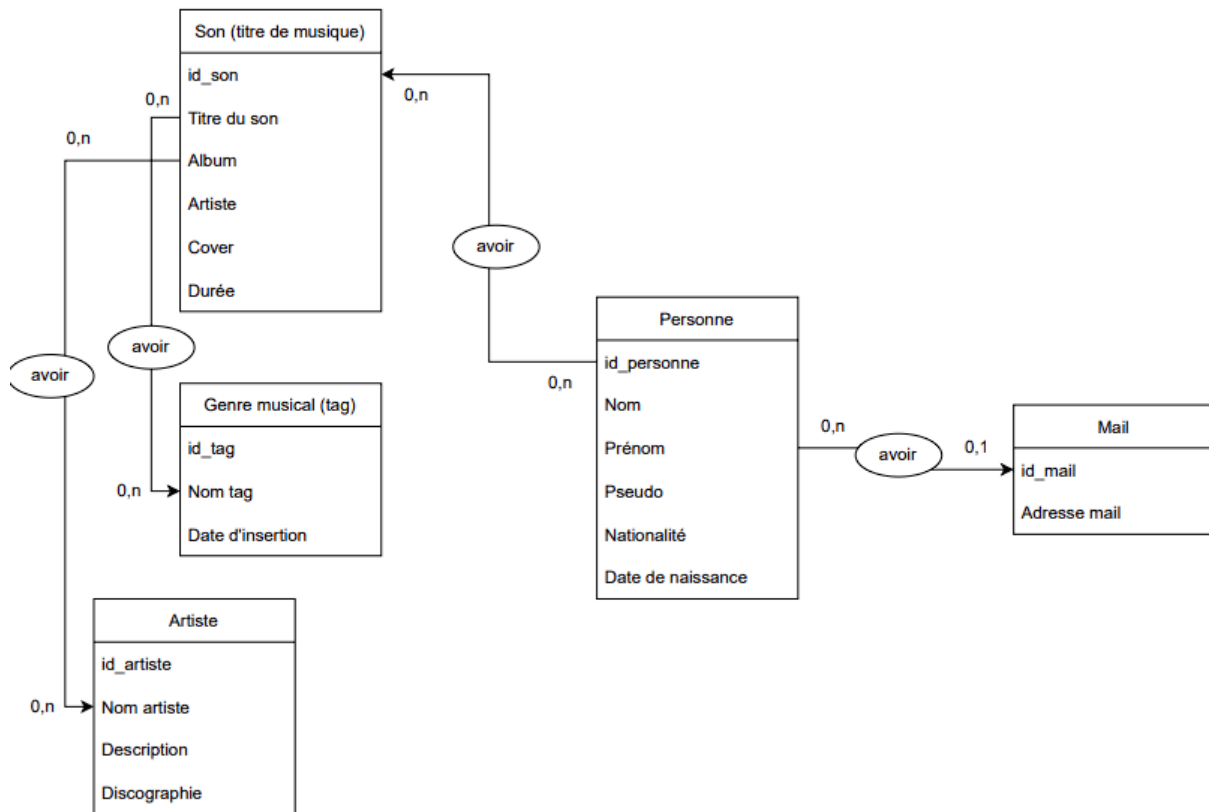 Son (titre de musique)
id_son
Titre du son
Album
Artiste
Cover
Durée
0,n
0,n
0,n
avoir
avoir
avoir
Genre musical (tag)
id_tag
Nom tag
Date d'insertion
0,n
Artiste
id_artiste
Nom artiste
Description
Discographie
0,n
Personne
id_personne
Nom
Prénom
Pseudo
Nationalité
Date de naissance
0,n
0,n
avoir
0,1
Mail
id_mail
Adresse mail